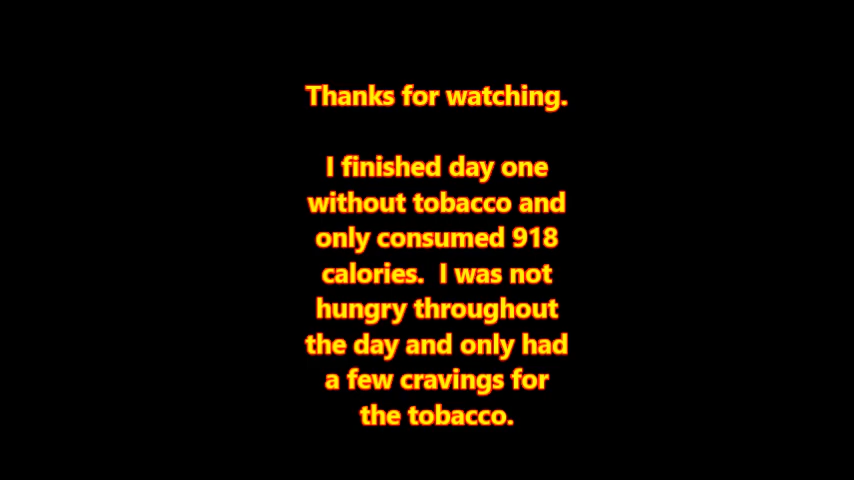 Thanks for watching.
I finished day one
without tobacco and
only consumed 918
calories.  I was not
hungry throughout
the day and only had
a few cravings for
the tobacco.